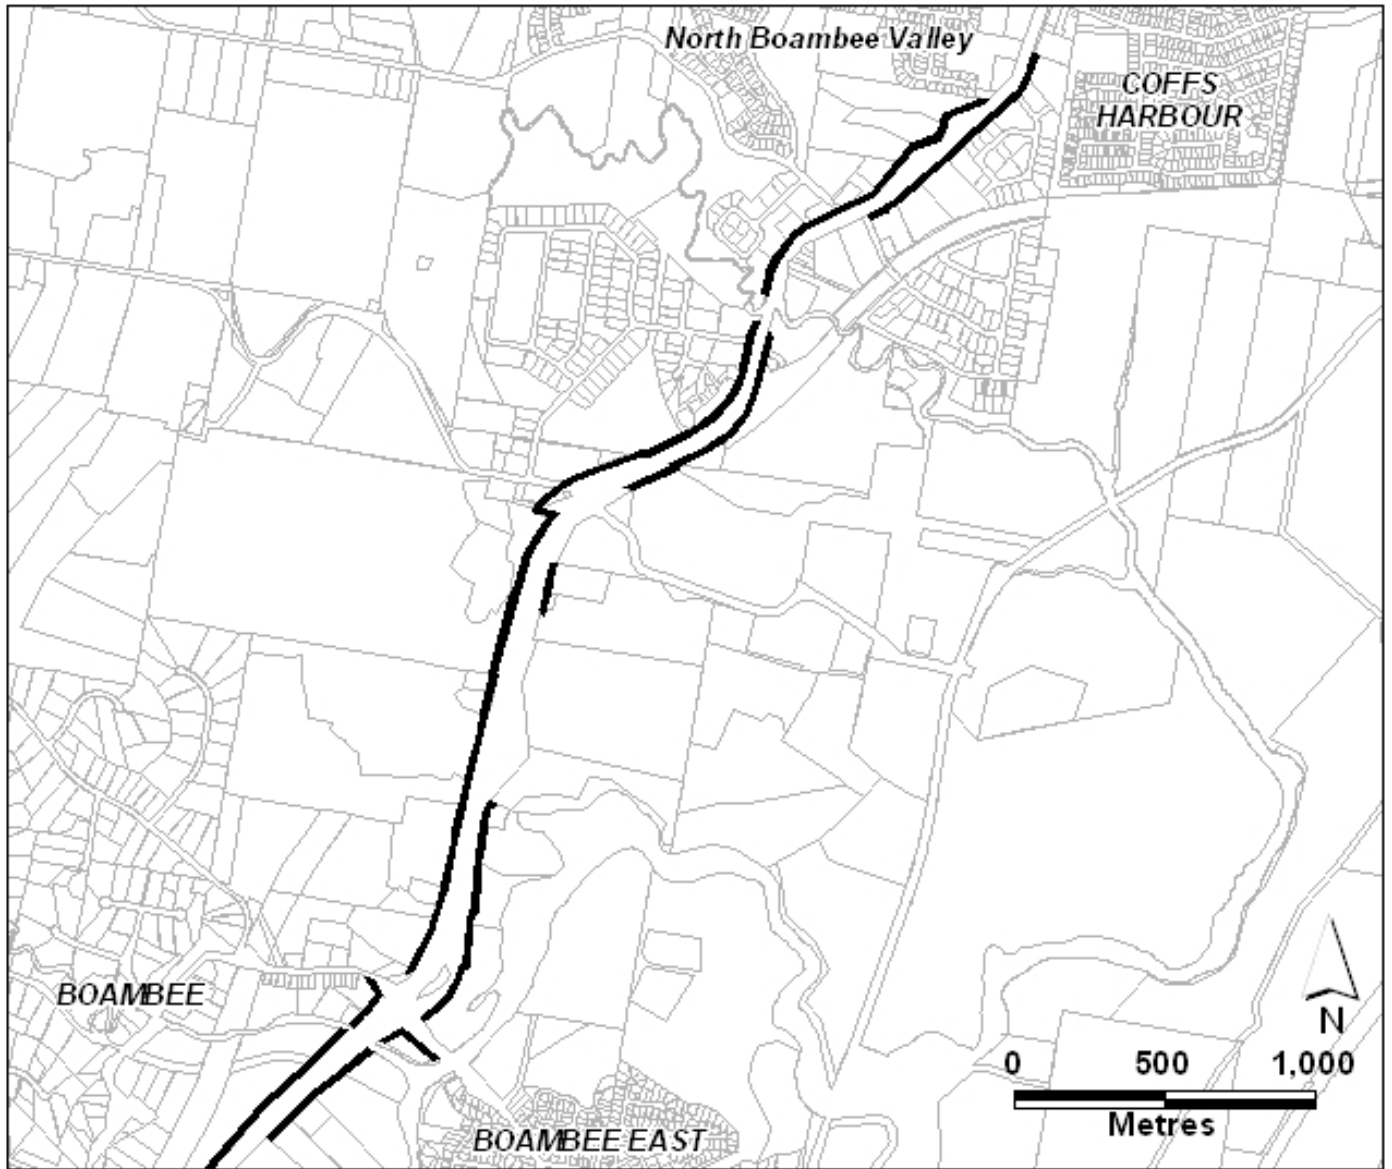 North Boambee Valley
COFFS
HARBOUR
BOAMBEE
N
0 500 1,000
Metres
BOAMBEE EAST